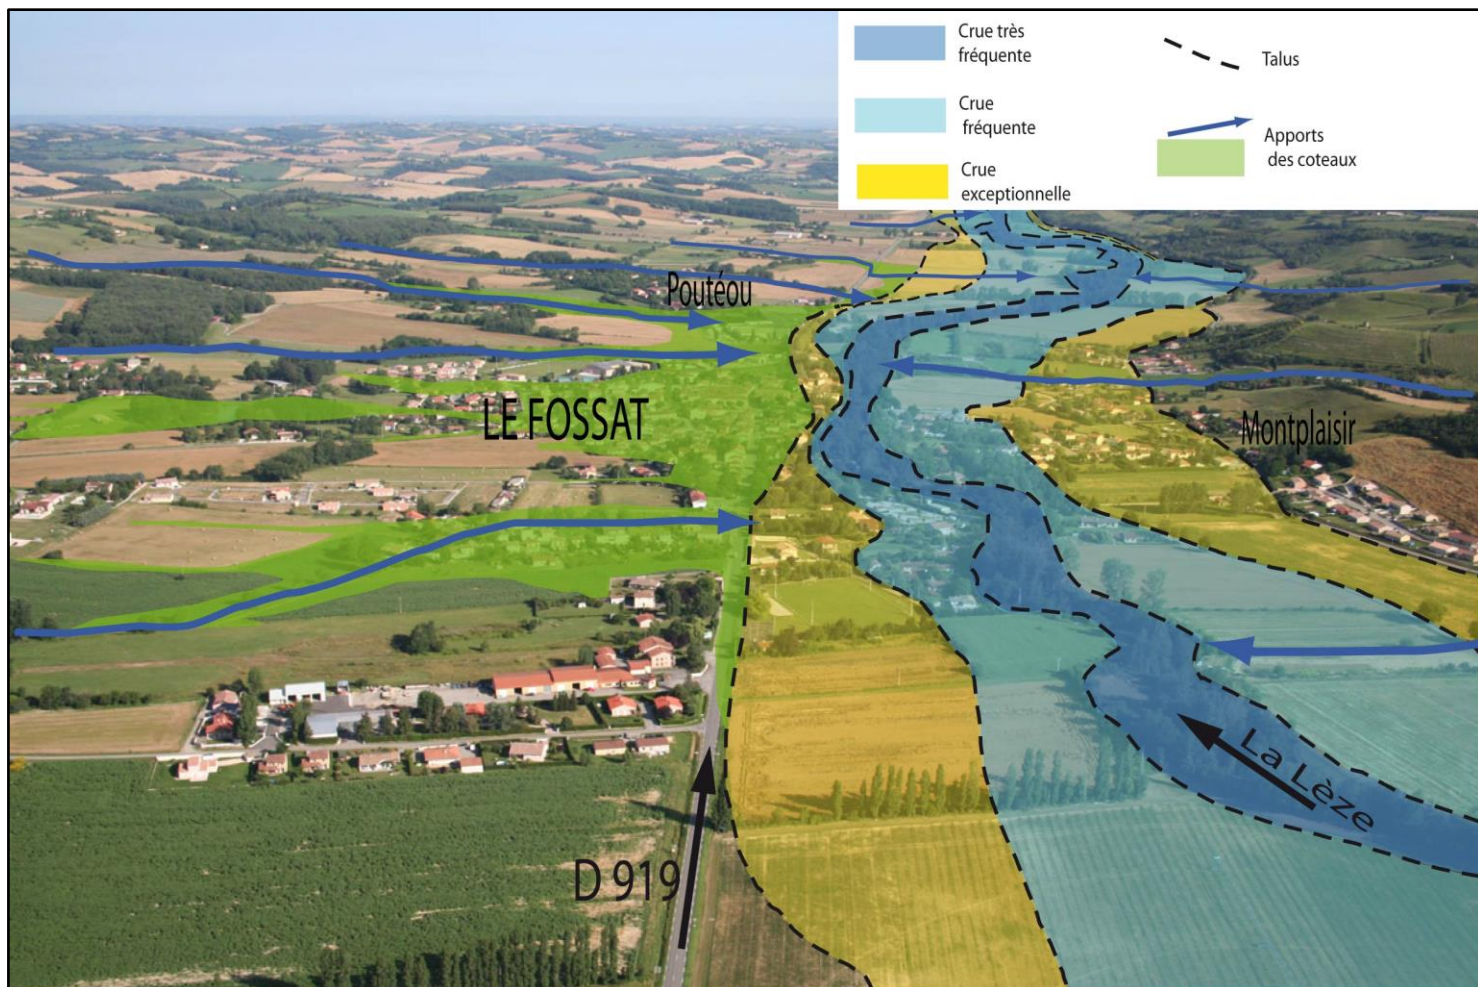 Crue très
fréquente
Crue
fréquente
Crue
exceptionnelle
Talus
Apports
des coteaux
Poutéou
LE FOSSAT
Montplaisir
La Lèze
D 919